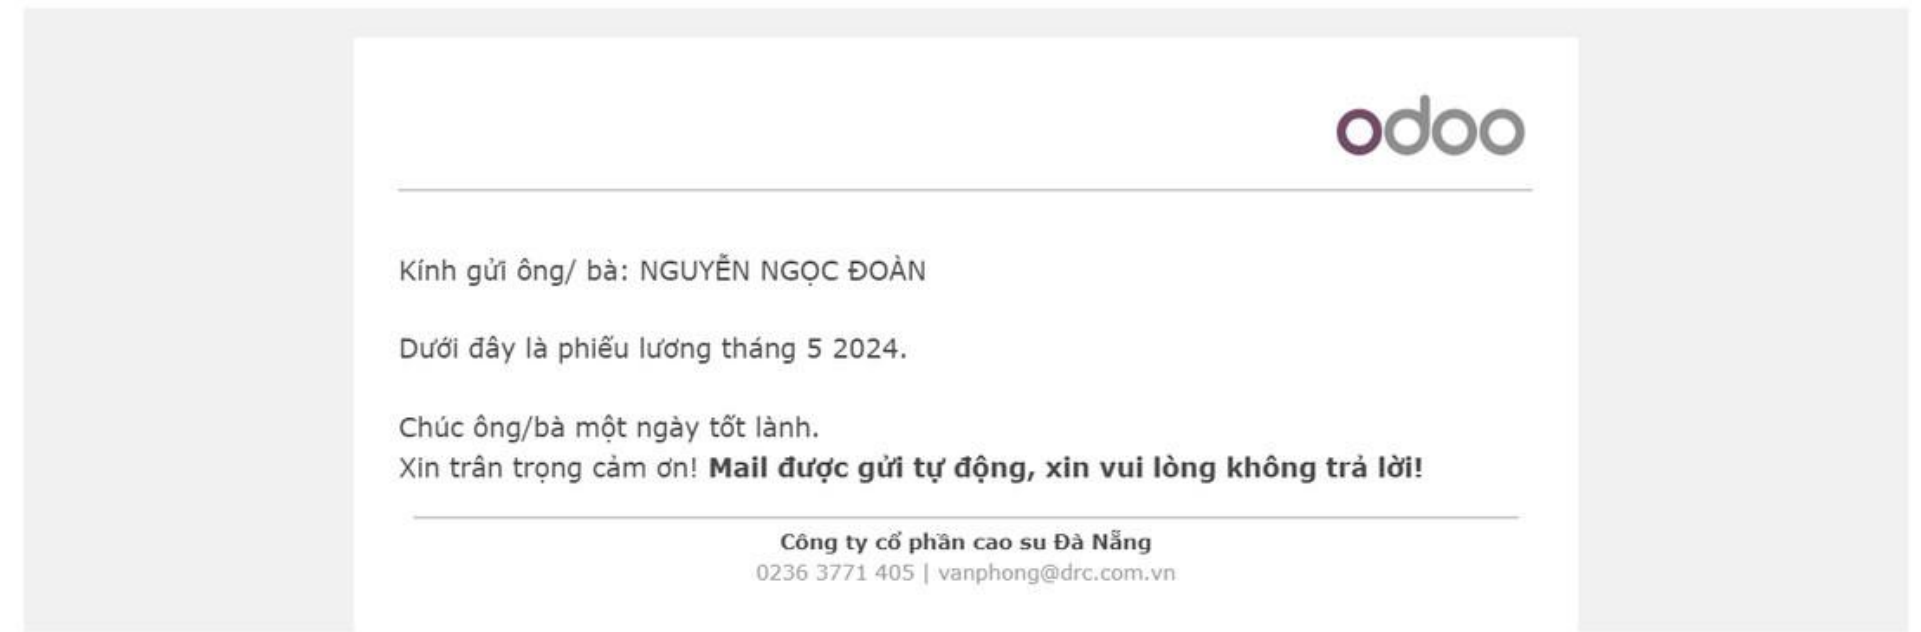 odoo
Kính gửi ông/ bà: NGUYỄN NGỌC ĐOÀN
Dưới đây là phiếu lương tháng 5 2024.
Chúc ông/bà một ngày tốt lành.
Xin trân trọng cảm ơn! Mail được gửi tự động, xin vui lòng không trả lời!
Công ty cổ phần cao su Đà Nẵng
0236 3771 405 | vanphong@drc.com.vn